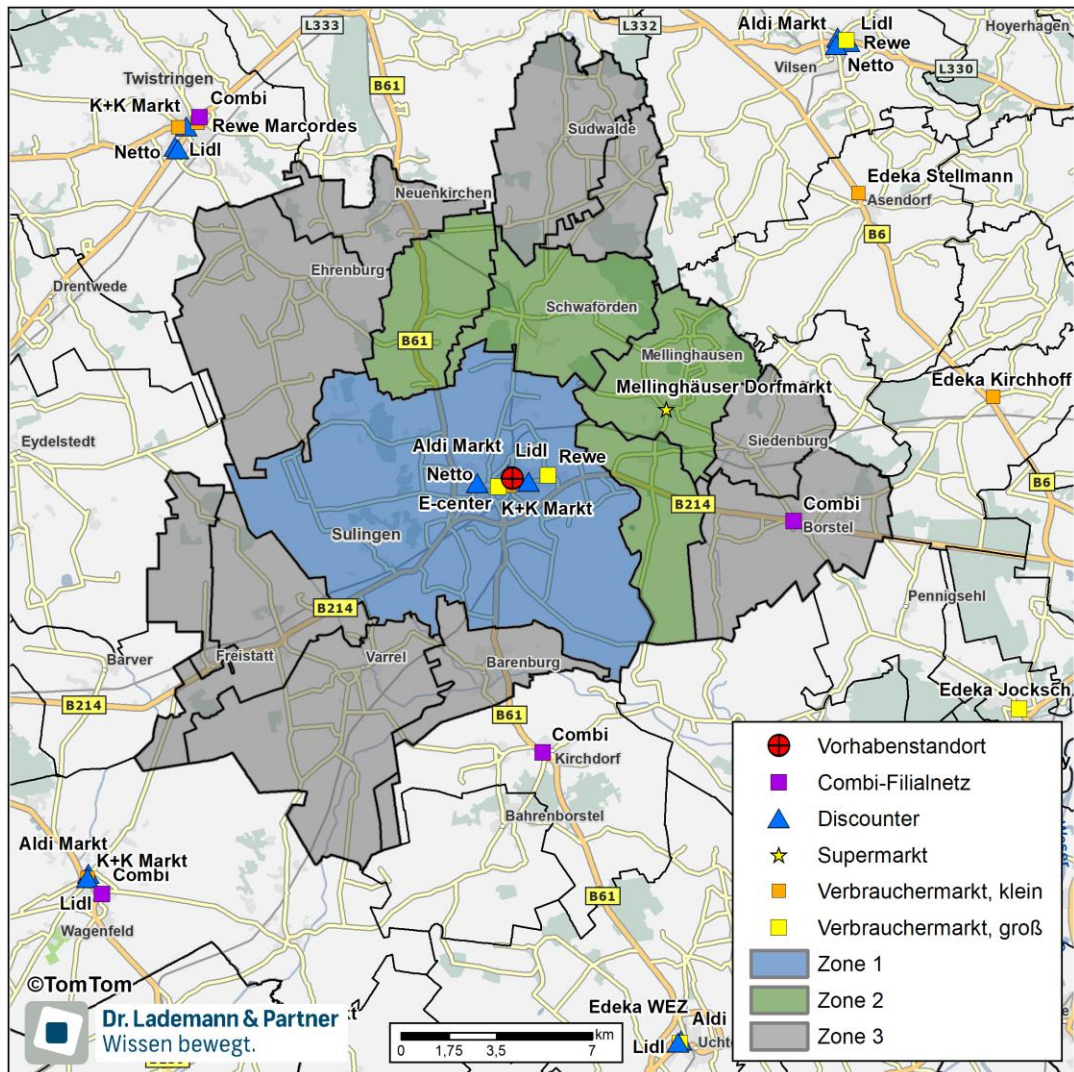 L333
L332
Aldi Markt
Lidl
Hoyerhagen
Rewe
Vilsen
Netto
L330
Twistringen
B61
K+K Markt
Combi
Rewe Marcordes
Netto
Lidl
Sudwalde
Edeka Stellmann
Asendorf
Neuenkirchen
B6
Ehrenburg
Drentwede
Schwaförden
B61
Mellinghausen
Mellinghäuser Dorfmarkt
Edeka Kirchhoff
Eydelstedt
Siedenburg
Aldi Markt
Lidl
Rewe
Netto
E-center
K+K Markt
B6
B214
Combi
Borstel
Sulingen
B214
Pennigsehl
Barver
Freistatt
Varrel
Barenburg
B214
B61
Edeka Jocksch
Combi
Kirchdorf
Bahrenborstel
Aldi Markt
K+K Markt
Combi
Lidl
Wagenfeld
B61
Edeka WEZ
Aldi
Lidl
Vorhabenstandort
Combi-Filialnetz
Discounter
Supermarkt
Verbrauchermarkt, klein
Verbrauchermarkt, groß
Zone 1
Zone 2
Zone 3
©TomTom
Dr. Lademann & Partner
Wissen bewegt.
km
0 1,75 3,5 7